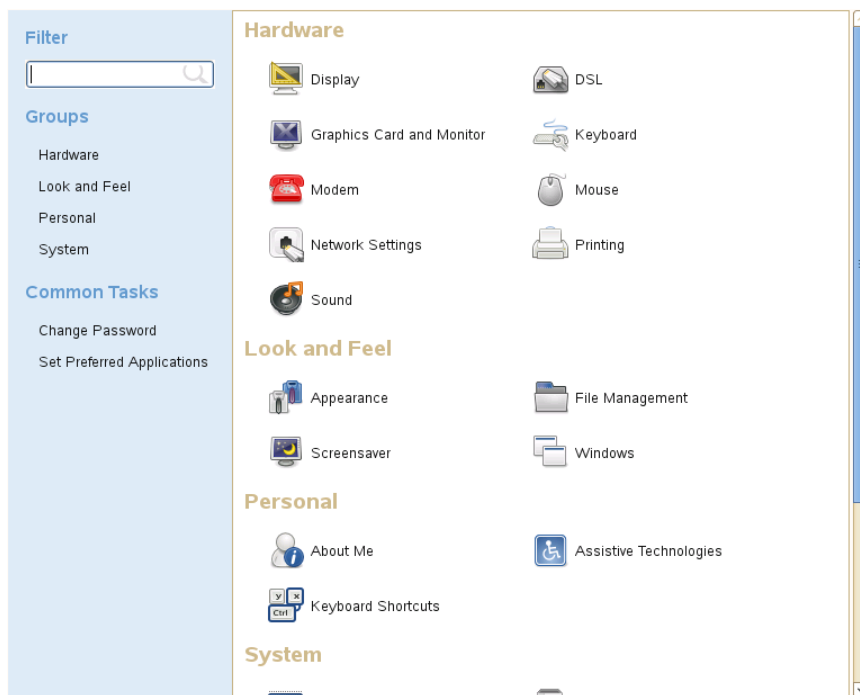 Filter
Groups
Hardware
Look and Feel
Personal
System
Common Tasks
Change Password
Set Preferred Applications
Hardware
Display
DSL
Graphics Card and Monitor
Keyboard
Modem
Mouse
Network Settings
Printing
Sound
Look and Feel
Appearance
File Management
Screensaver
Windows
Personal
About Me
Assistive Technologies
y x
Ctrl
Keyboard Shortcuts
System